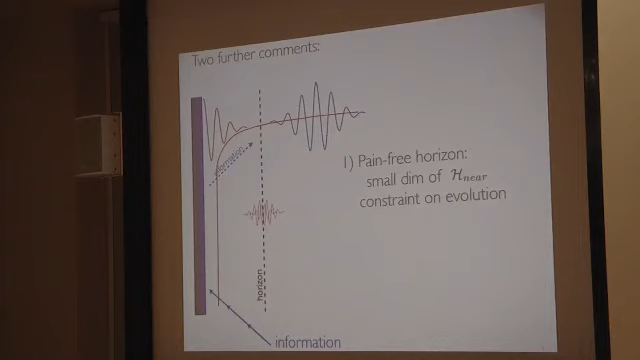 Two further comments:
1) Pain-free horizon:
small dim of Hnear
constraint on evolution
horizon
information